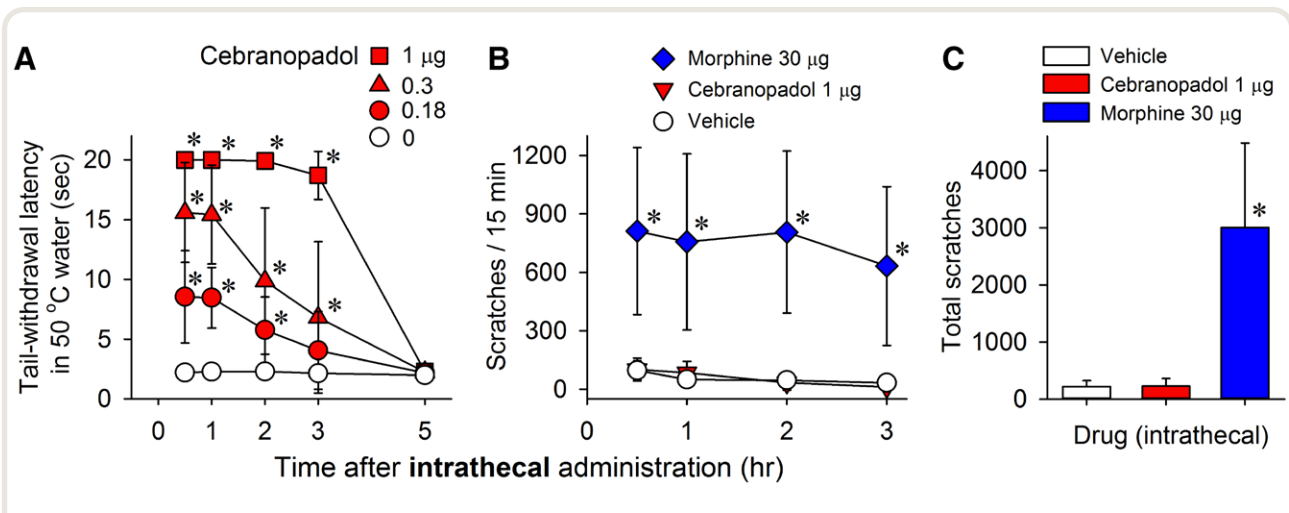 A
Cebranopadol
1 μg
0.3
0.18
0
Tail-withdrawal latency
in 50 °C water (sec)
20
15
10
5
0
0 1 2 3 5
* * * *
* * * *
* * *
B
Morphine 30 μg
Cebranopadol 1 μg
Vehicle
Scratches / 15 min
1200
900
600
300
0
0 1 2 3
* * * *
Time after intrathecal administration (hr)
C
Vehicle
Cebranopadol 1 μg
Morphine 30 μg
Total scratches
4000
3000
2000
1000
0
*
Drug (intrathecal)